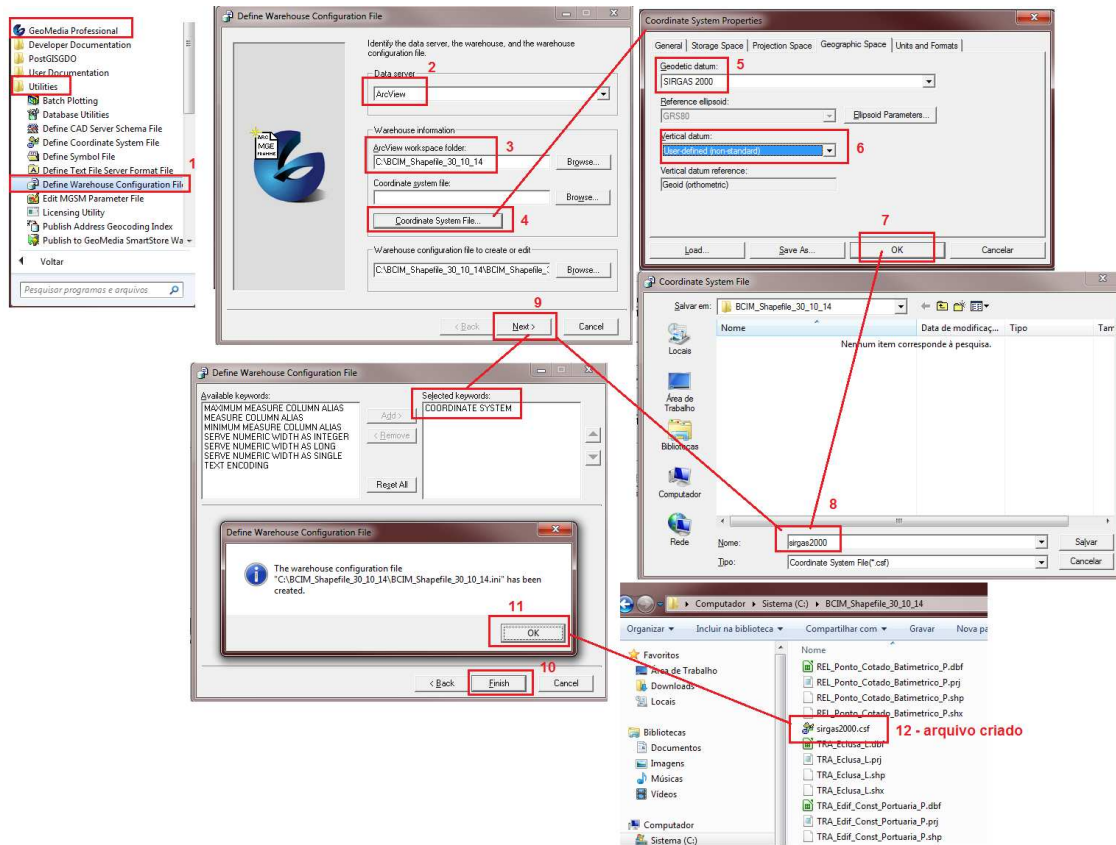 GeoMedia Professional
Developer Documentation
PostGISGDO
User Documentation
Utilities
Batch Plotting
Database Utilities
Define CAD Server Schema File
Define Coordinate System File
Define Symbol File
Define Text File Server Format File
1
Define Warehouse Configuration File
Edit MGSM Parameter File
Licensing Utility
Publish Address Geocoding Index
Publish to GeoMedia SmartStore Wa
Voltar
Pesquisar programas e arquivos
Define Warehouse Configuration File
Identify the data server, the warehouse, and the warehouse
configuration file.
Data server
2
ArcView
ARC
MGE
FRAMME
Warehouse information
ArcView workspace folder:
3
C:\BCIM_Shapefile_30_10_14
Browse...
Coordinate system file:
Browse...
Coordinate System File...
4
Warehouse configuration file to create or edit
C:\BCIM_Shapefile_30_10_14\BCIM_Shapefile_
Browse...
9
< Back
Next >
Cancel
Coordinate System Properties
General
Storage Space
Projection Space
Geographic Space
Units and Formats
Geodetic datum:
5
SIRGAS 2000
Reference ellipsoid:
GRS80
Ellipsoid Parameters...
Vertical datum:
6
User-defined (non-standard)
Vertical datum reference:
Geoid (orthometric)
7
Load...
Save As...
OK
Cancelar
Coordinate System File
Salvar em:
BCIM_Shapefile_30_10_14
Nome
Data de modificaç...
Tipo
Tam
Nenhum item corresponde à pesquisa.
Locais
Área de
Trabalho
Bibliotecas
Computador
Rede
8
Nome:
sirgas2000
Salvar
Tipo:
Coordinate System File(*.csf)
Cancelar
Define Warehouse Configuration File
Available keywords:
Selected keywords:
MAXIMUM MEASURE COLUMN ALIAS
MEASURE COLUMN ALIAS
MINIMUM MEASURE COLUMN ALIAS
SERVE NUMERIC WIDTH AS INTEGER
SERVE NUMERIC WIDTH AS LONG
SERVE NUMERIC WIDTH AS SINGLE
TEXT ENCODING
Add >
< Remove
Reset All
COORDINATE SYSTEM
Define Warehouse Configuration File
The warehouse configuration file
"C:\BCIM_Shapefile_30_10_14\BCIM_Shapefile_30_10_14.ini" has been
created.
11
OK
10
< Back
Finish
Cancel
Computador
Sistema (C:)
BCIM_Shapefile_30_10_14
Organizar
Incluir na biblioteca
Compartilhar com
Gravar
Nova pa
Favoritos
Área de Trabalho
Downloads
Locais
Bibliotecas
Documentos
Imagens
Músicas
Vídeos
Computador
Sistema (C:)
Nome
REL_Ponto_Cotado_Batimetrico_P.dbf
REL_Ponto_Cotado_Batimetrico_P.prj
REL_Ponto_Cotado_Batimetrico_P.shp
REL_Ponto_Cotado_Batimetrico_P.shx
sirgas2000.csf
12 - arquivo criado
TRA_Eclusa_L.dbf
TRA_Eclusa_L.prj
TRA_Eclusa_L.shp
TRA_Eclusa_L.shx
TRA_Edif_Const_Portuaria_P.dbf
TRA_Edif_Const_Portuaria_P.prj
TRA_Edif_Const_Portuaria_P.shp